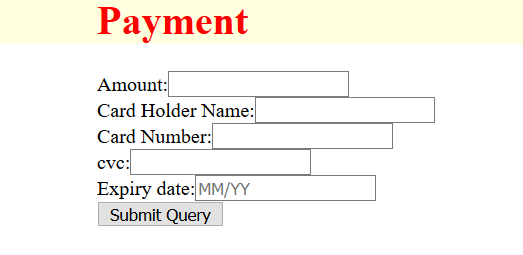 Payment
Amount:
Card Holder Name:
Card Number:
cvc:
Expiry date: MM/YY
Submit Query